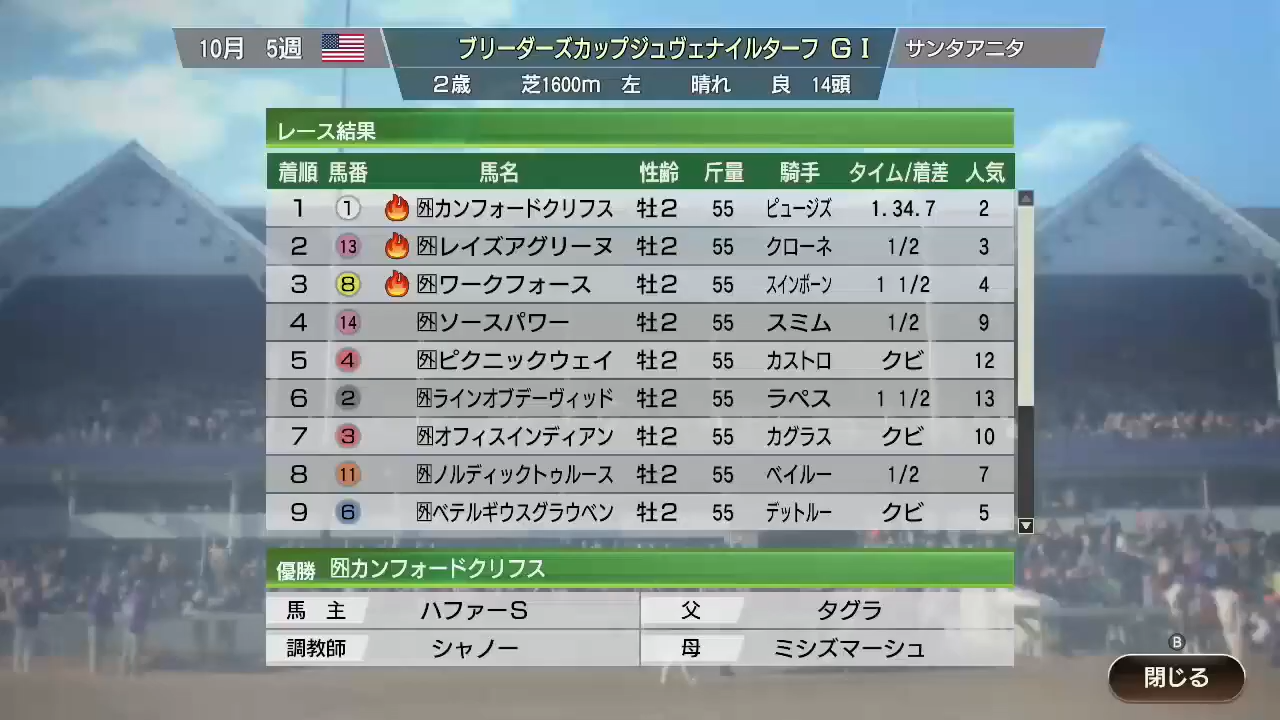 10月 5週 ブリーダーズカップジュヴェナイルターフ GⅠ サンタアニタ
2歳 芝1600m 左 晴れ 良 14頭
レース結果
着順 馬番 馬名 性齢 斤量 騎手 タイム/着差 人気
1 1 外カンフォードクリフス 牡2 55 ピューズ 1.34.7 2
2 13 外レイズアグリーヌ 牡2 55 クローネ 1/2 3
3 8 外ワークフォース 牡2 55 スインボーン 1 1/2 4
4 14 外ソースパワー 牡2 55 スミム 1/2 9
5 4 外ピクニックウェイ 牡2 55 カストロ クビ 12
6 2 外ラインオブデーヴィッド 牡2 55 ラペス 1 1/2 13
7 3 外オフィスインディアン 牡2 55 カグラス クビ 10
8 11 外ノルディックトゥルース 牡2 55 ベイルー 1/2 7
9 6 外ベテルギウスグラウベン 牡2 55 デットルー クビ 5
優勝 外カンフォードクリフス
馬主 ハファーS 父 タグラ
調教師 シャノー 母 ミシズマーシュ
B
閉じる